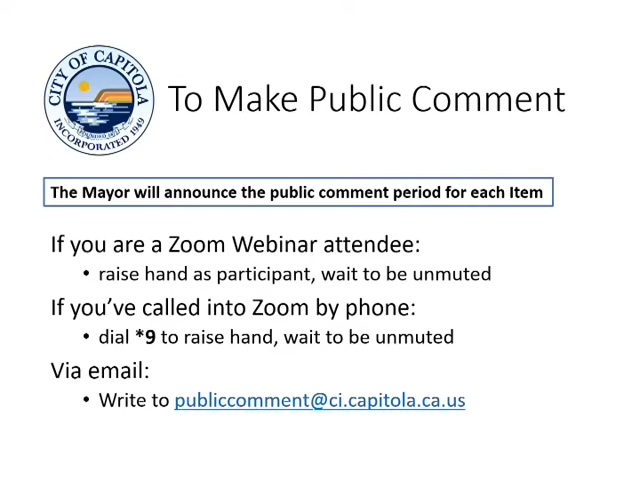 CITY OF CAPITOLA
INCORPORATED 1949
To Make Public Comment
The Mayor will announce the public comment period for each Item
If you are a Zoom Webinar attendee:
• raise hand as participant, wait to be unmuted
If you've called into Zoom by phone:
• dial *9 to raise hand, wait to be unmuted
Via email:
• Write to publiccomment@ci.capitola.ca.us